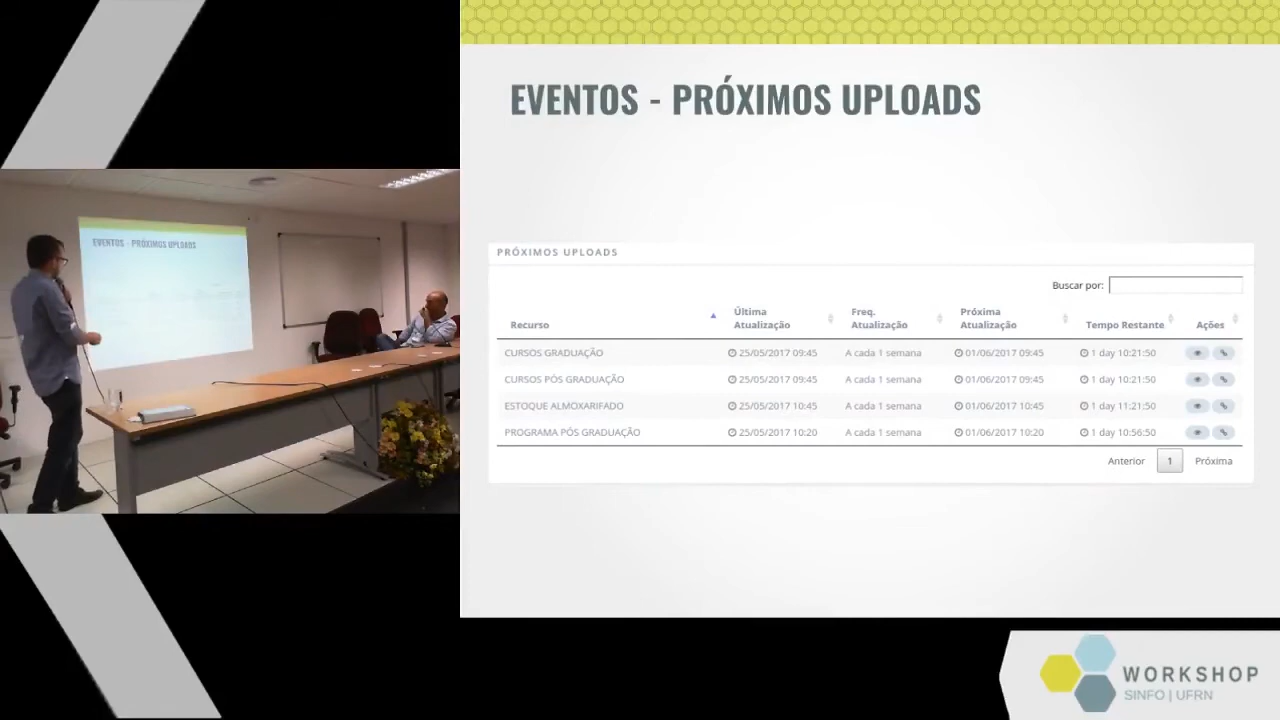 EVENTOS - PRÓXIMOS UPLOADS
EVENTOS - PRÓXIMOS UPLOADS
PRÓXIMOS UPLOADS
Buscar por:
Recurso Última Atualização Freq. Atualização Próxima Atualização Tempo Restante Ações
CURSOS GRADUAÇÃO 25/05/2017 09:45 A cada 1 semana 01/06/2017 09:45 1 day 10:21:50
CURSOS PÓS GRADUAÇÃO 25/05/2017 09:45 A cada 1 semana 01/06/2017 09:45 1 day 10:21:50
ESTOQUE ALMOXARIFADO 25/05/2017 10:45 A cada 1 semana 01/06/2017 10:45 1 day 11:21:50
PROGRAMA PÓS GRADUAÇÃO 25/05/2017 10:20 A cada 1 semana 01/06/2017 10:20 1 day 10:56:50
Anterior 1 Próxima
WORKSHOP
SINFO | UFRN